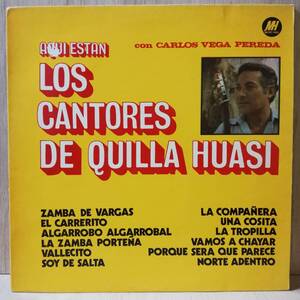 AQUI ESTAN
con CARLOS VEGA PEREDA
MH
LOS
CANTORES
DE QUILLA HUASI
ZAMBA DE VARGAS
EL CARRERITO
ALGARROBO ALGARROBAL
LA ZAMBA PORTEÑA
VALLECITO
SOY DE SALTA
LA COMPAÑERA
UNA COSITA
LA TROPILLA
VAMOS A CHAYAR
PORQUE SERA QUE PARECE
NORTE ADENTRO